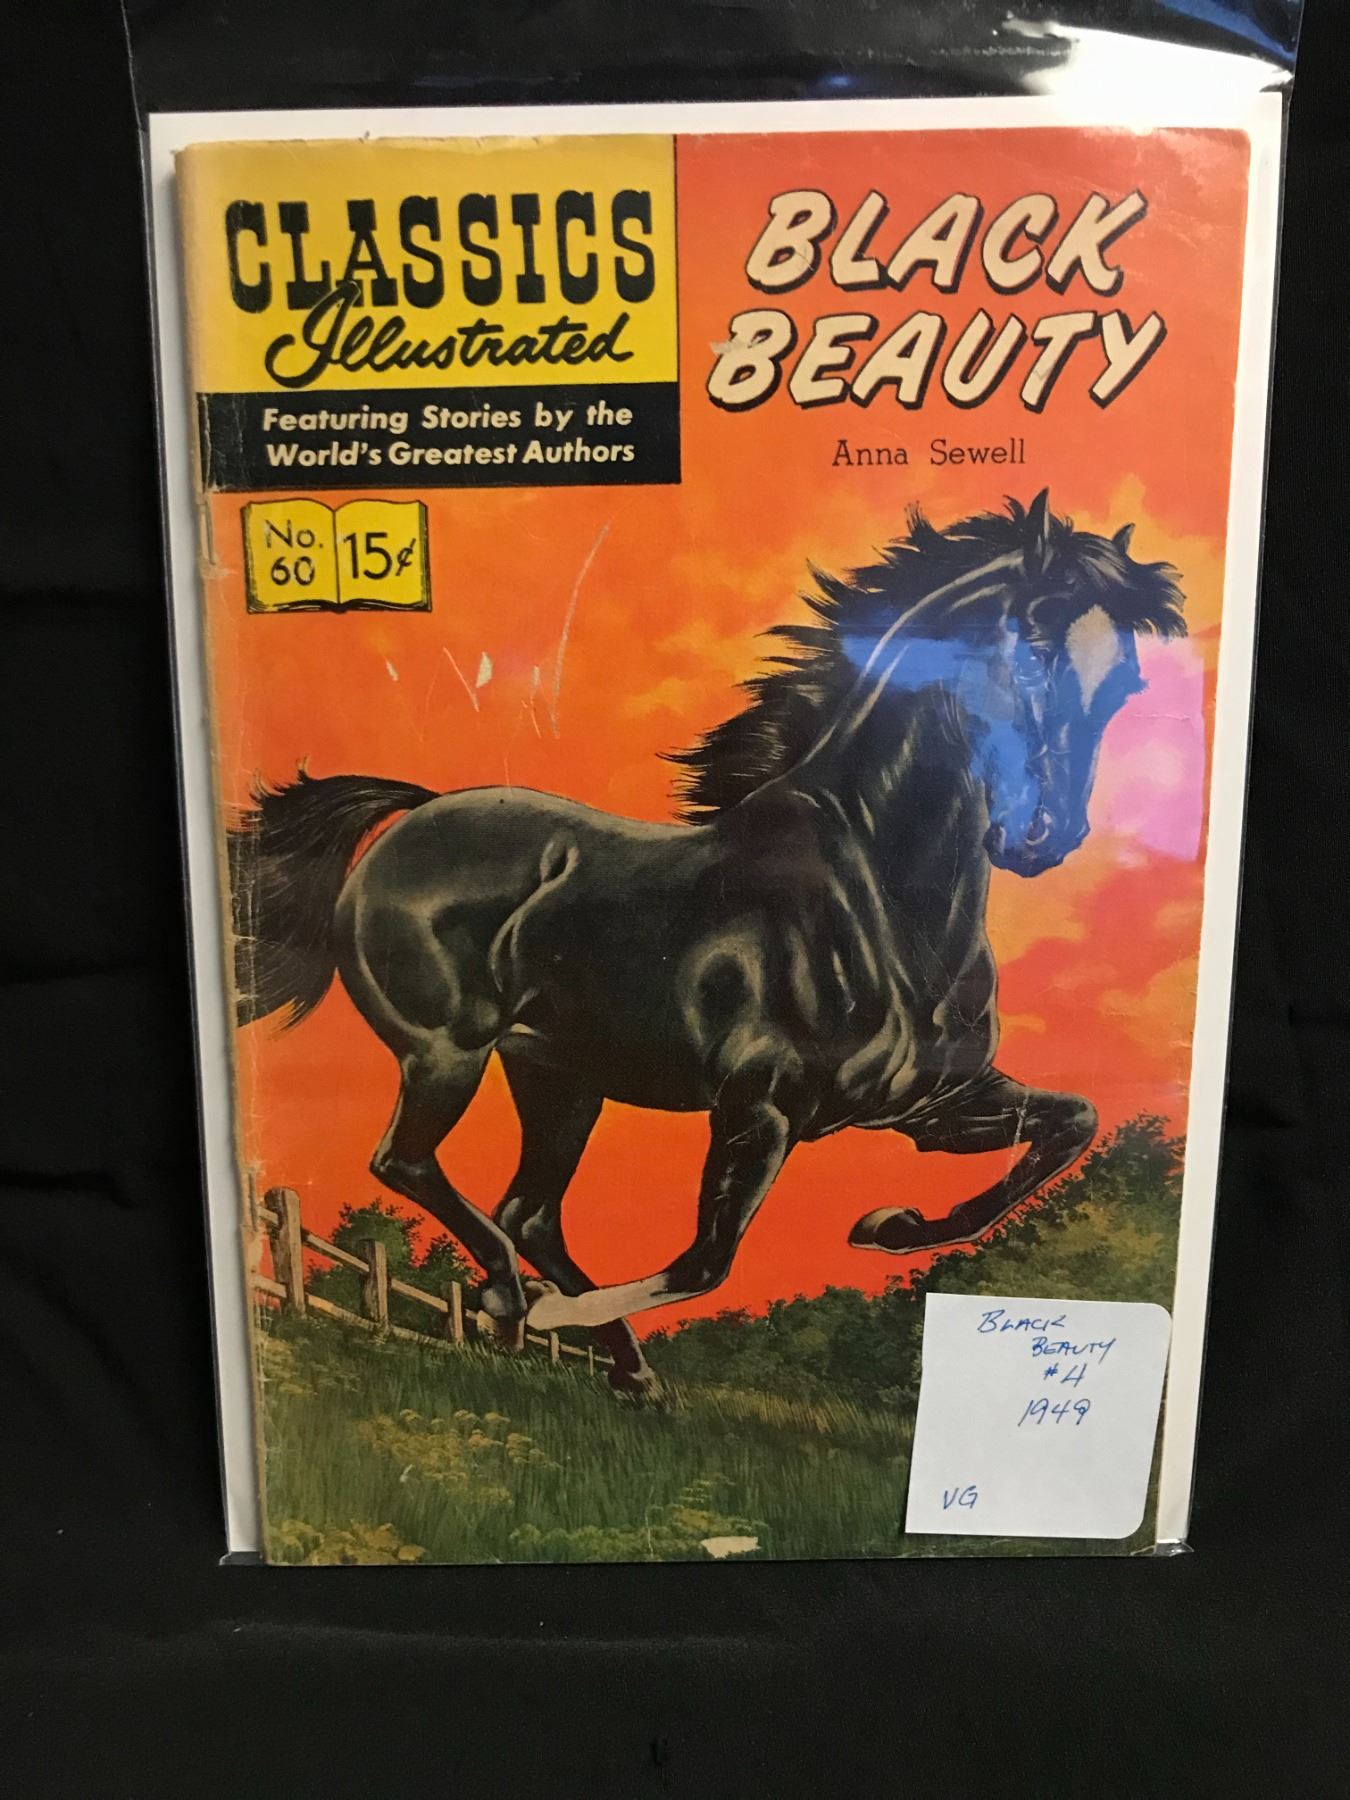 CLASSICS
Illustrated
Featuring Stories by the
World's Greatest Authors
No.
60
15¢
BLACK
BEAUTY
Anna Sewell
BLACK
BEAUTY
#4
1949
VG